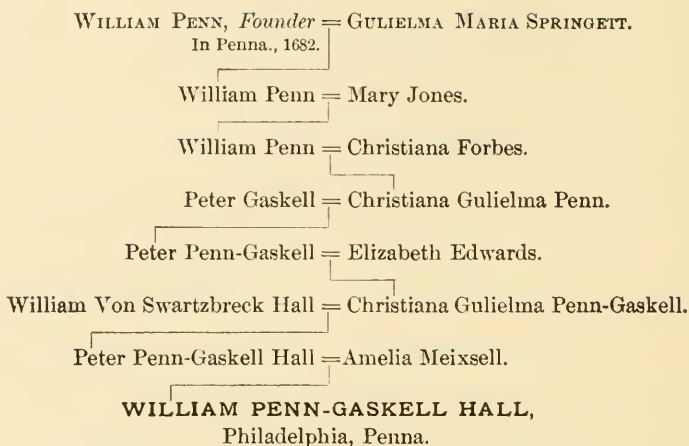 WILLIAM PENN, Founder = GULIELMA MARIA SPRINGETT.
In Penna., 1682.
William Penn = Mary Jones.
William Penn = Christiana Forbes.
Peter Gaskell = Christiana Gulielma Penn.
Peter Penn-Gaskell = Elizabeth Edwards.
William Von Swartzbreck Hall = Christiana Gulielma Penn-Gaskell.
Peter Penn-Gaskell Hall = Amelia Meixsell.
WILLIAM PENN-GASKELL HALL,
Philadelphia, Penna.